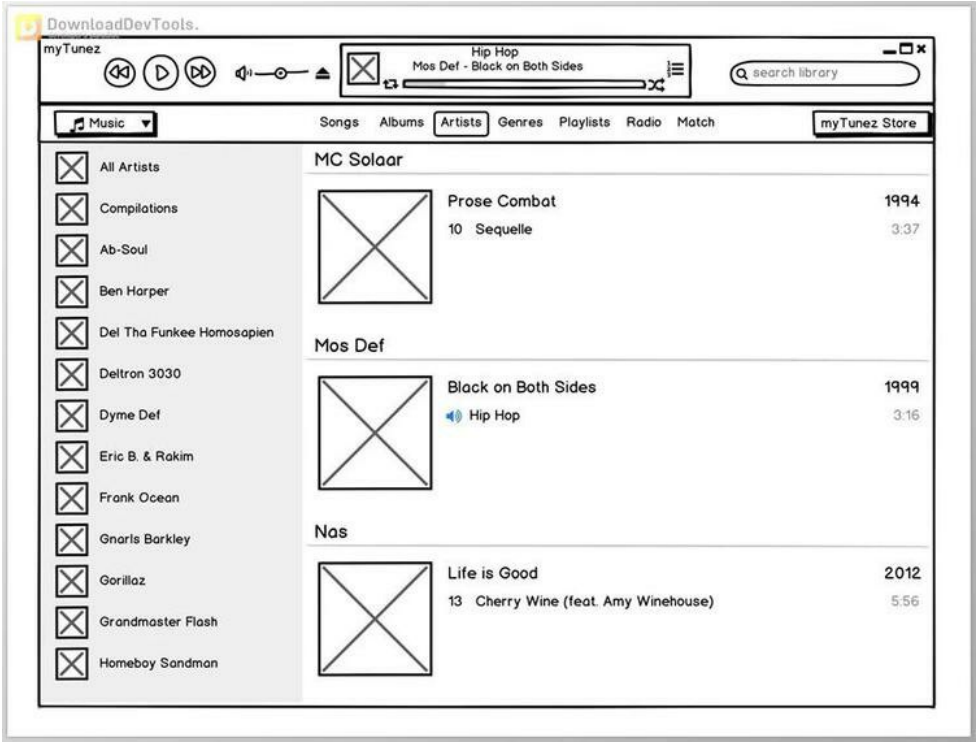 DownloadDevTools.
myTunez
Hip Hop
Mos Def - Black on Both Sides
search library
Music
Songs Albums Artists Genres Playlists Radio Match
myTunez Store
All Artists
Compilations
Ab-Soul
Ben Harper
Del Tha Funkee Homosapien
Deltron 3030
Dyme Def
Eric B. & Rakim
Frank Ocean
Gnarls Barkley
Gorillaz
Grandmaster Flash
Homeboy Sandman
MC Solaar
Prose Combat 1994
10 Sequelle 3:37
Mos Def
Black on Both Sides 1999
Hip Hop 3:16
Nas
Life is Good 2012
13 Cherry Wine (feat. Amy Winehouse) 5:56